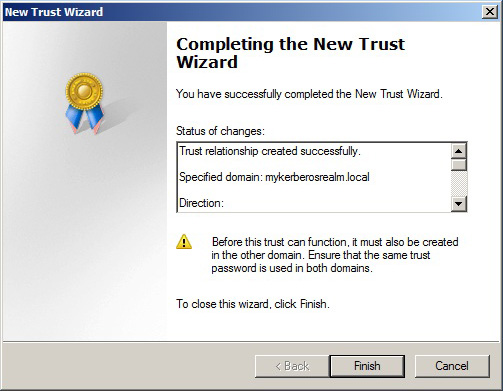 New Trust Wizard
Completing the New Trust
Wizard
You have successfully completed the New Trust Wizard.
Status of changes:
Trust relationship created successfully.
Specified domain: mykerberosrealm.local
Direction:
Before this trust can function, it must also be created
in the other domain. Ensure that the same trust
password is used in both domains.
To close this wizard, click Finish.
< Back Finish Cancel